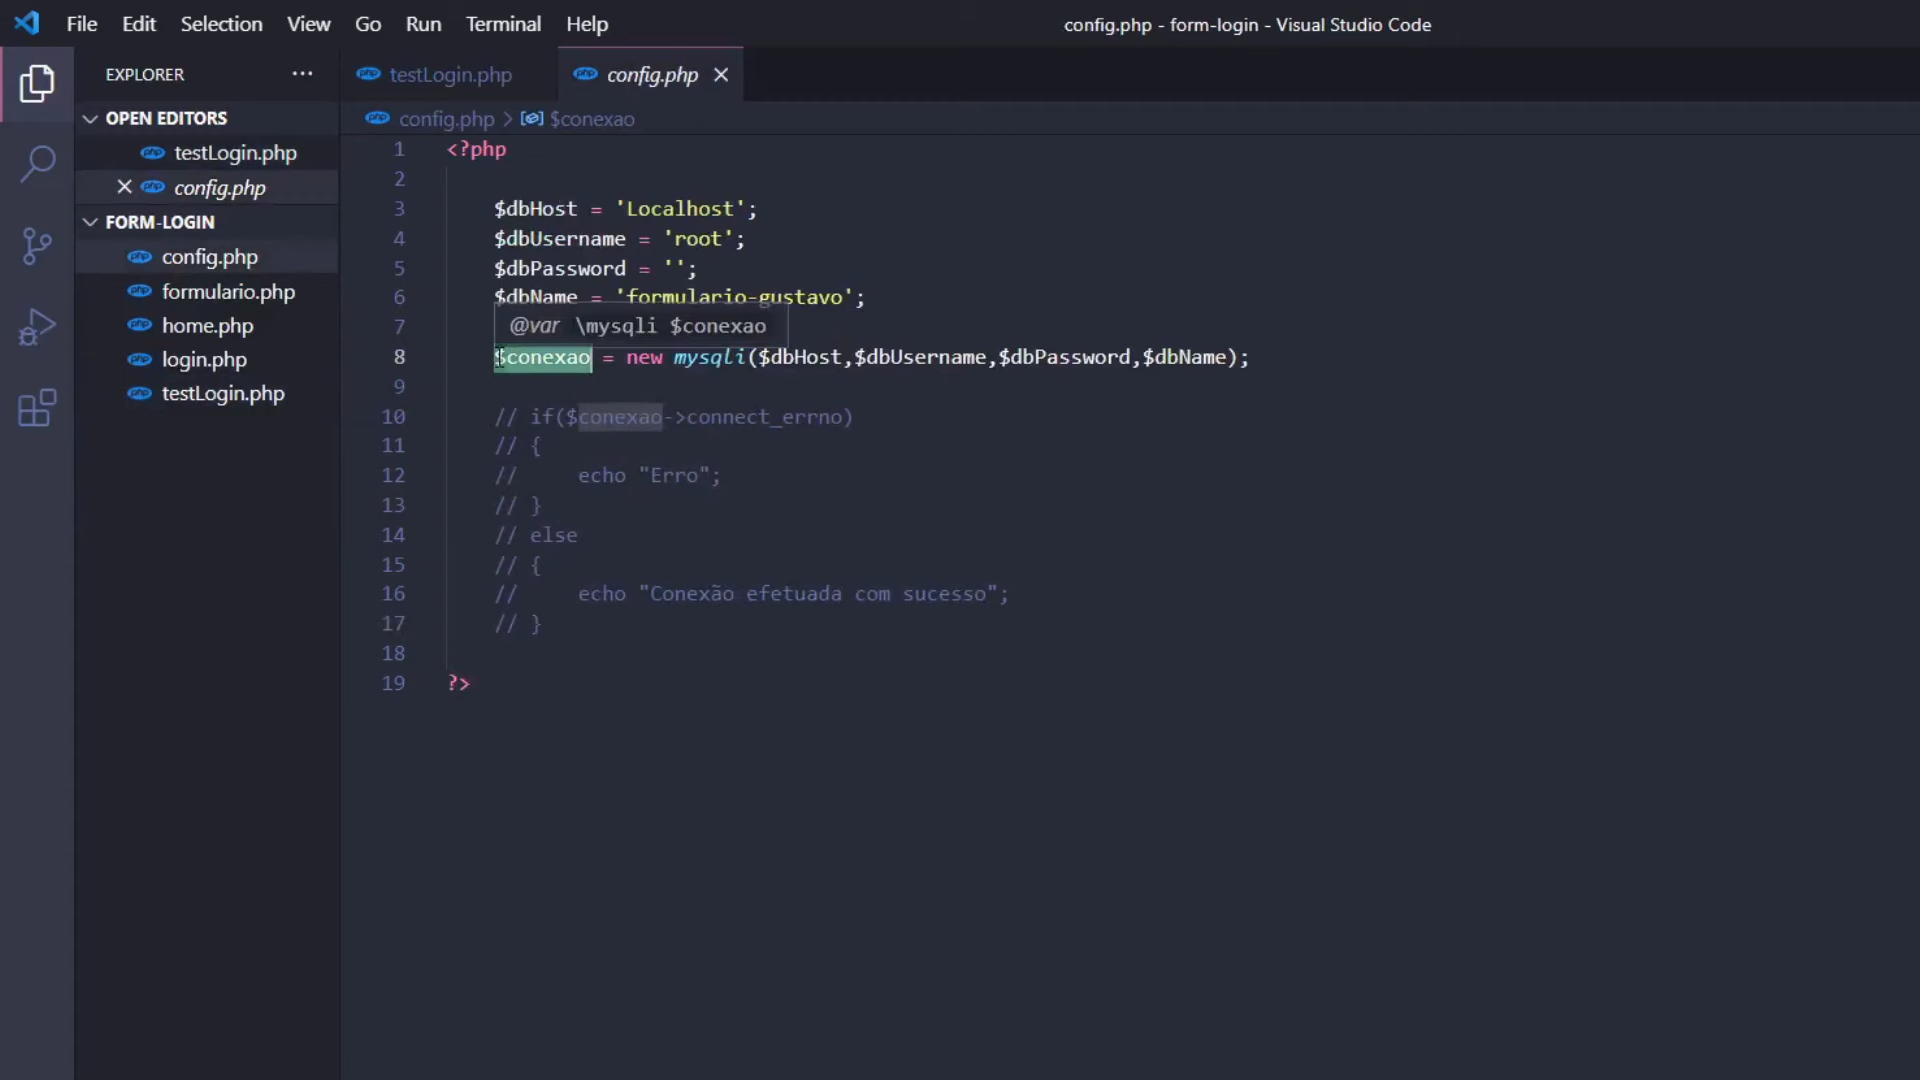 File Edit Selection View Go Run Terminal Help
config.php - form-login - Visual Studio Code
EXPLORER ···
OPEN EDITORS
testLogin.php
config.php
FORM-LOGIN
config.php
formulario.php
home.php
login.php
testLogin.php
testLogin.php
config.php
config.php > $conexao
1 <?php
2
3 $dbHost = 'Localhost';
4 $dbUsername = 'root';
5 $dbPassword = '';
6 $dbName = 'formulario-gustavo';
7 @var \mysqli $conexao
8 $conexao = new mysqli($dbHost,$dbUsername,$dbPassword,$dbName);
9
10 // if($conexao->connect_errno)
11 // {
12 //     echo "Erro";
13 // }
14 // else
15 // {
16 //     echo "Conexão efetuada com sucesso";
17 // }
18
19 ?>